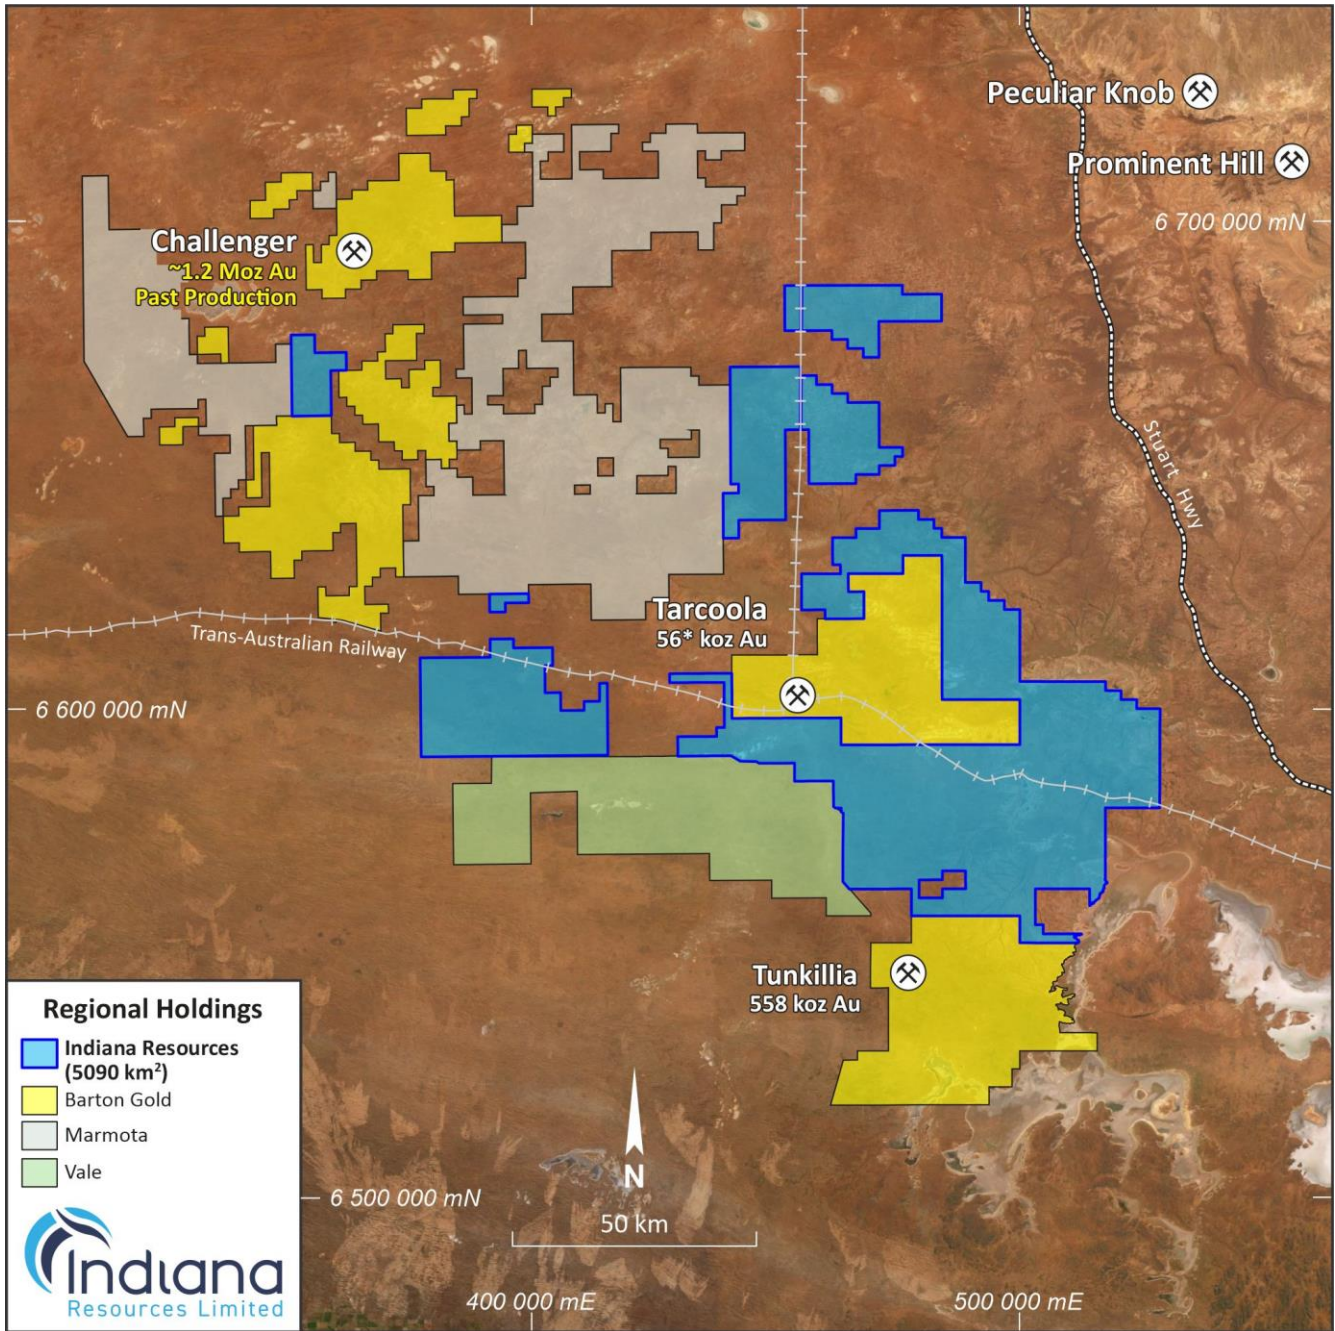 Peculiar Knob
Prominent Hill
6 700 000 mN
Challenger
~1.2 Moz Au
Past Production
Stuart Hwy
Tarcoola
56* koz Au
Trans-Australian Railway
6 600 000 mN
Tunkillia
558 koz Au
Regional Holdings
Indiana Resources
(5090 km²)
Barton Gold
Marmota
Vale
N
50 km
6 500 000 mN
400 000 mE
500 000 mE
Indiana
Resources Limited